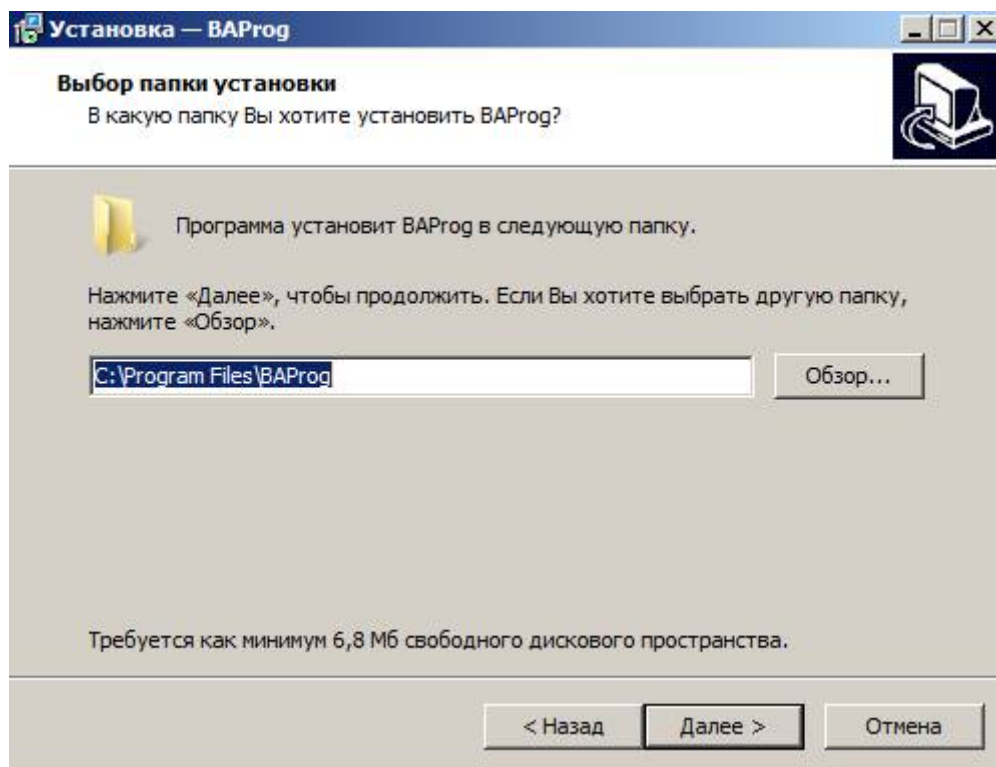 Установка — BAProg
Выбор папки установки
В какую папку Вы хотите установить BAProg?
Программа установит BAProg в следующую папку.
Нажмите «Далее», чтобы продолжить. Если Вы хотите выбрать другую папку,
нажмите «Обзор».
C:\Program Files\BAProg
Обзор...
Требуется как минимум 6,8 Мб свободного дискового пространства.
< Назад
Далее >
Отмена